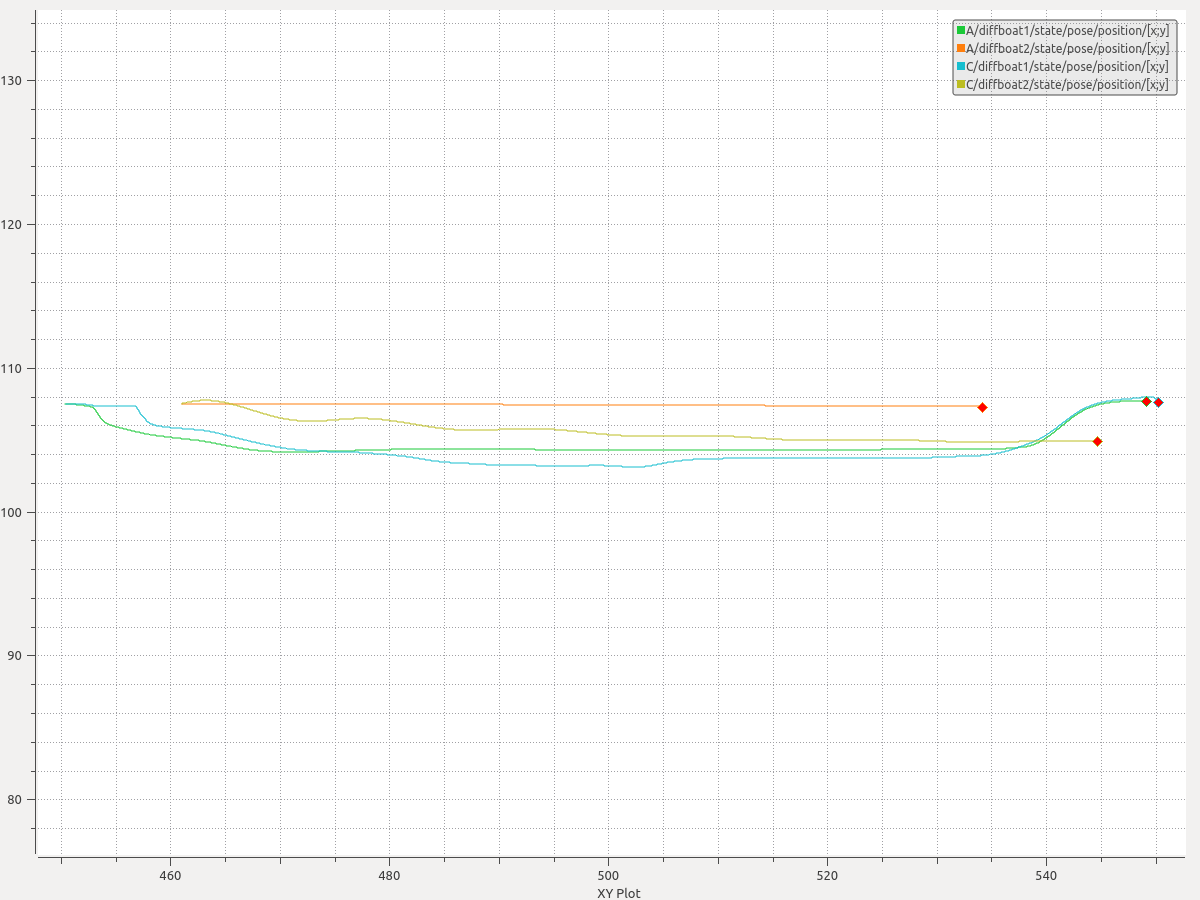 A/diffboat1/state/pose/position/[x;y]
A/diffboat2/state/pose/position/[x;y]
C/diffboat1/state/pose/position/[x;y]
C/diffboat2/state/pose/position/[x;y]
130
120
110
100
90
80
460 480 500 520 540
XY Plot